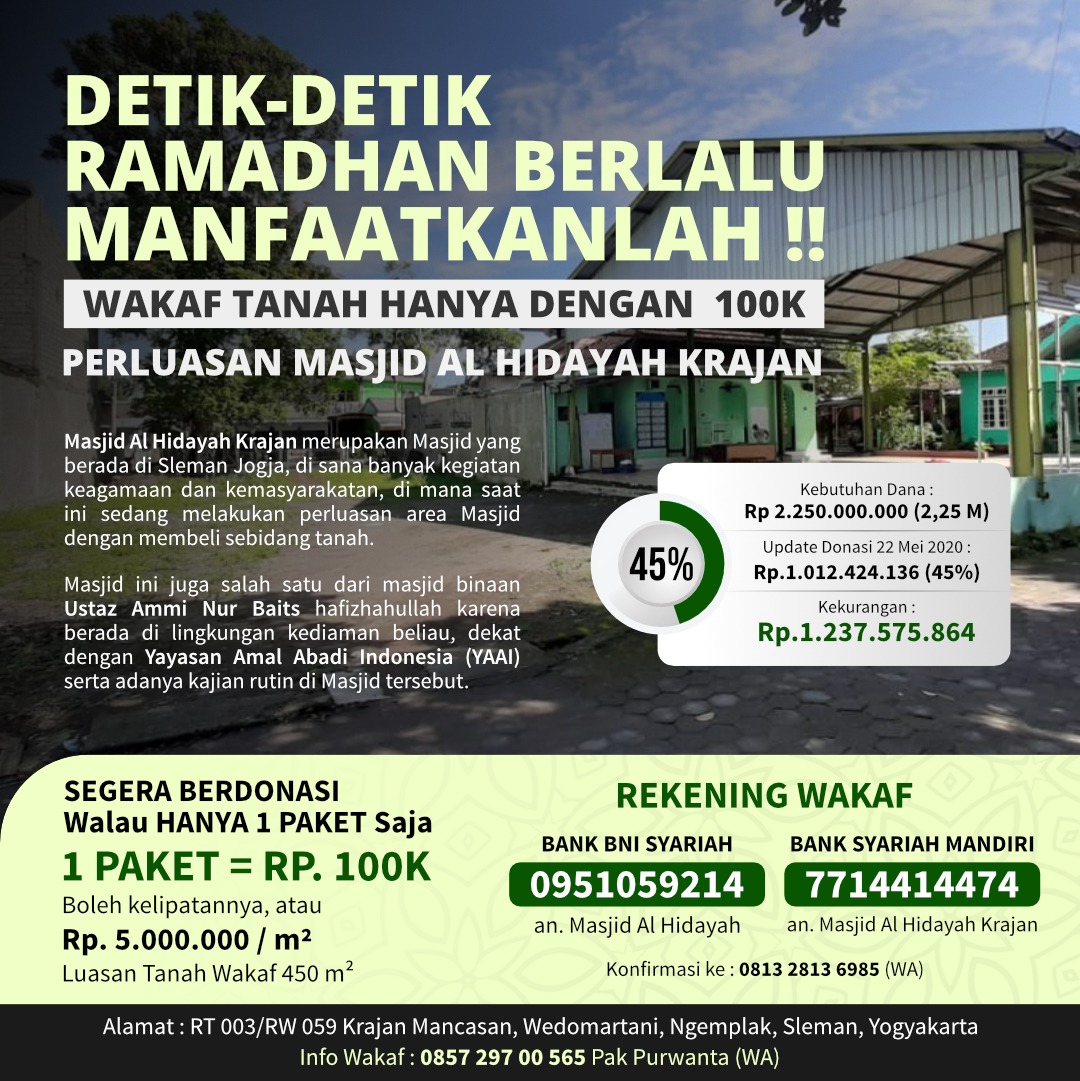 DETIK-DETIK
RAMADHAN BERLALU
MANFAATKANLAH !!
WAKAF TANAH HANYA DENGAN 100K
PERLUASAN MASJID AL HIDAYAH KRAJAN
Masjid Al Hidayah Krajan merupakan Masjid yang
berada di Sleman Jogja, di sana banyak kegiatan
keagamaan dan kemasyarakatan, di mana saat
ini sedang melakukan perluasan area Masjid
dengan membeli sebidang tanah.
Masjid ini juga salah satu dari masjid binaan
Ustaz Ammi Nur Baits hafizhahullah karena
berada di lingkungan kediaman beliau, dekat
dengan Yayasan Amal Abadi Indonesia (YAAI)
serta adanya kajian rutin di Masjid tersebut.
45%
Kebutuhan Dana :
Rp 2.250.000.000 (2,25 M)
Update Donasi 22 Mei 2020 :
Rp.1.012.424.136 (45%)
Kekurangan :
Rp.1.237.575.864
SEGERA BERDONASI
Walau HANYA 1 PAKET Saja
1 PAKET = RP. 100K
Boleh kelipatannya, atau
Rp. 5.000.000 / m²
Luasan Tanah Wakaf 450 m²
REKENING WAKAF
BANK BNI SYARIAH
0951059214
an. Masjid Al Hidayah
BANK SYARIAH MANDIRI
7714414474
an. Masjid Al Hidayah Krajan
Konfirmasi ke : 0813 2813 6985 (WA)
Alamat : RT 003/RW 059 Krajan Mancasan, Wedomartani, Ngemplak, Sleman, Yogyakarta
Info Wakaf : 0857 297 00 565 Pak Purwanta (WA)